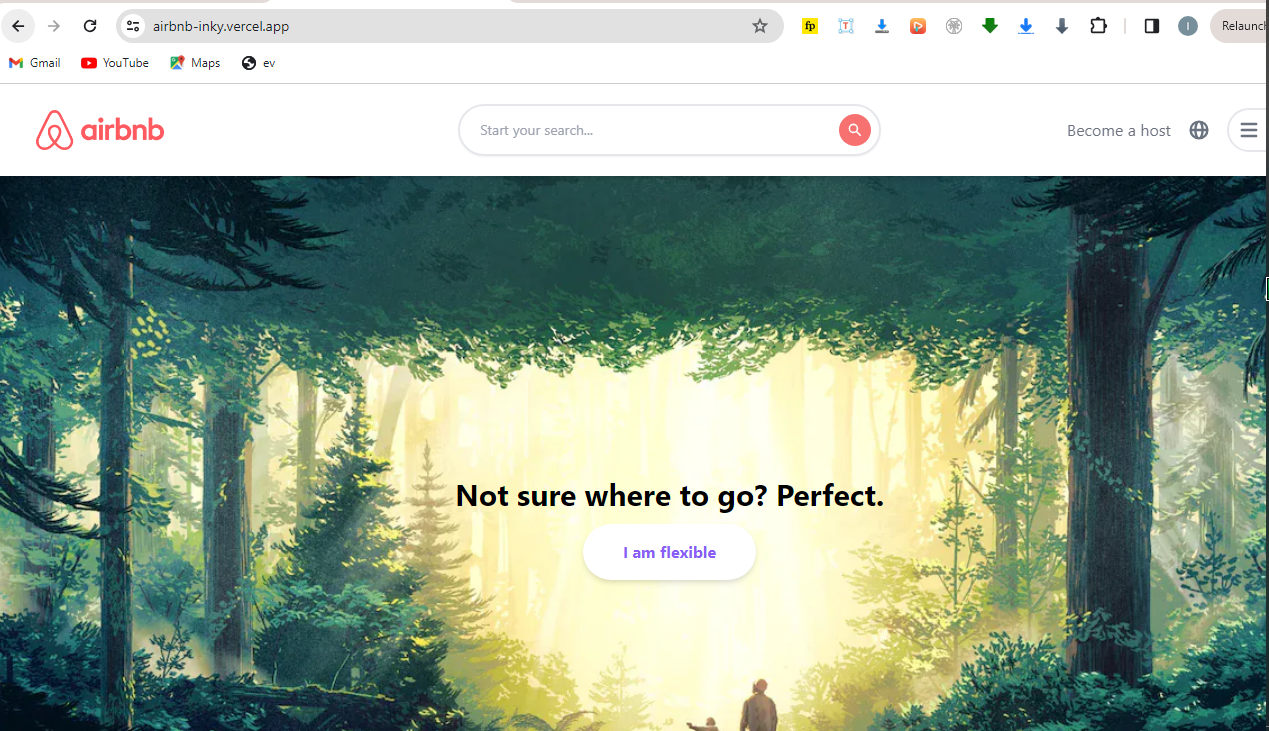 airbnb-inky.vercel.app
fp
T
I
Relaunch
Gmail
YouTube
Maps
ev
airbnb
Start your search...
Become a host
Not sure where to go? Perfect.
I am flexible